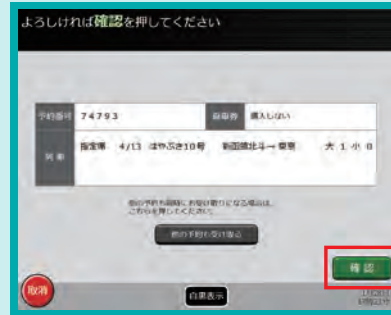 よろしければ確認を押してください
予約番号 74793 乗車券 購入しない
列車 指定席 4/13 はやぶさ10号 新函館北斗→東京 大 1 小 0
他の予約も同時にお受け取りになる場合は、
こちらを押してください。
他の予約も受け取る
確認
取消
白黒表示